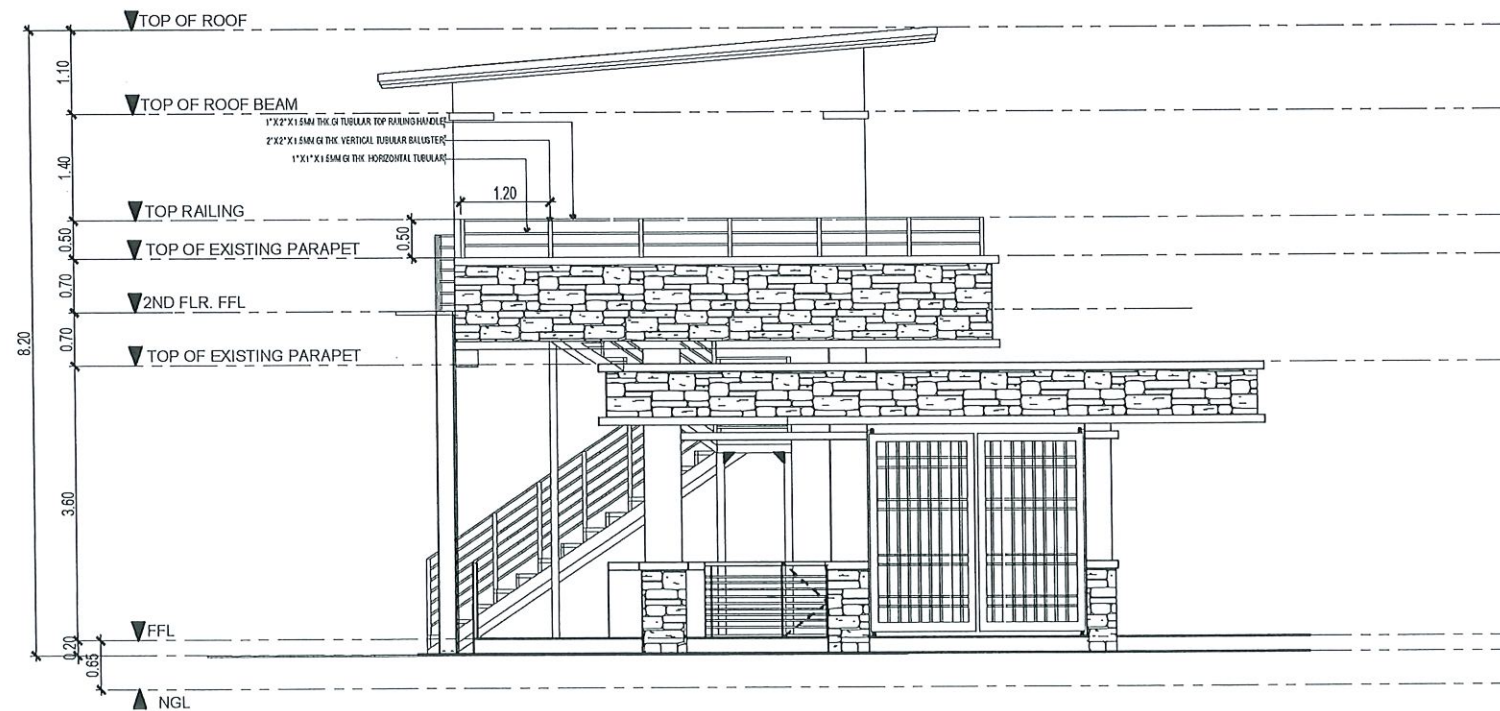 TOP OF ROOF
1.10
TOP OF ROOF BEAM
1"X2"X1.5MM THK.GI TUBULAR TOP RAILING HANDLE
2"X2"X1.5MM GI THK. VERTICAL TUBULAR BALUSTER
1"X1"X1.5MM GI THK. HORIZONTAL TUBULAR
1.40
1.20
TOP RAILING
0.50
0.50
TOP OF EXISTING PARAPET
0.70
2ND FLR. FFL
8.20
0.70
TOP OF EXISTING PARAPET
3.60
FFL
0.20
0.65
NGL